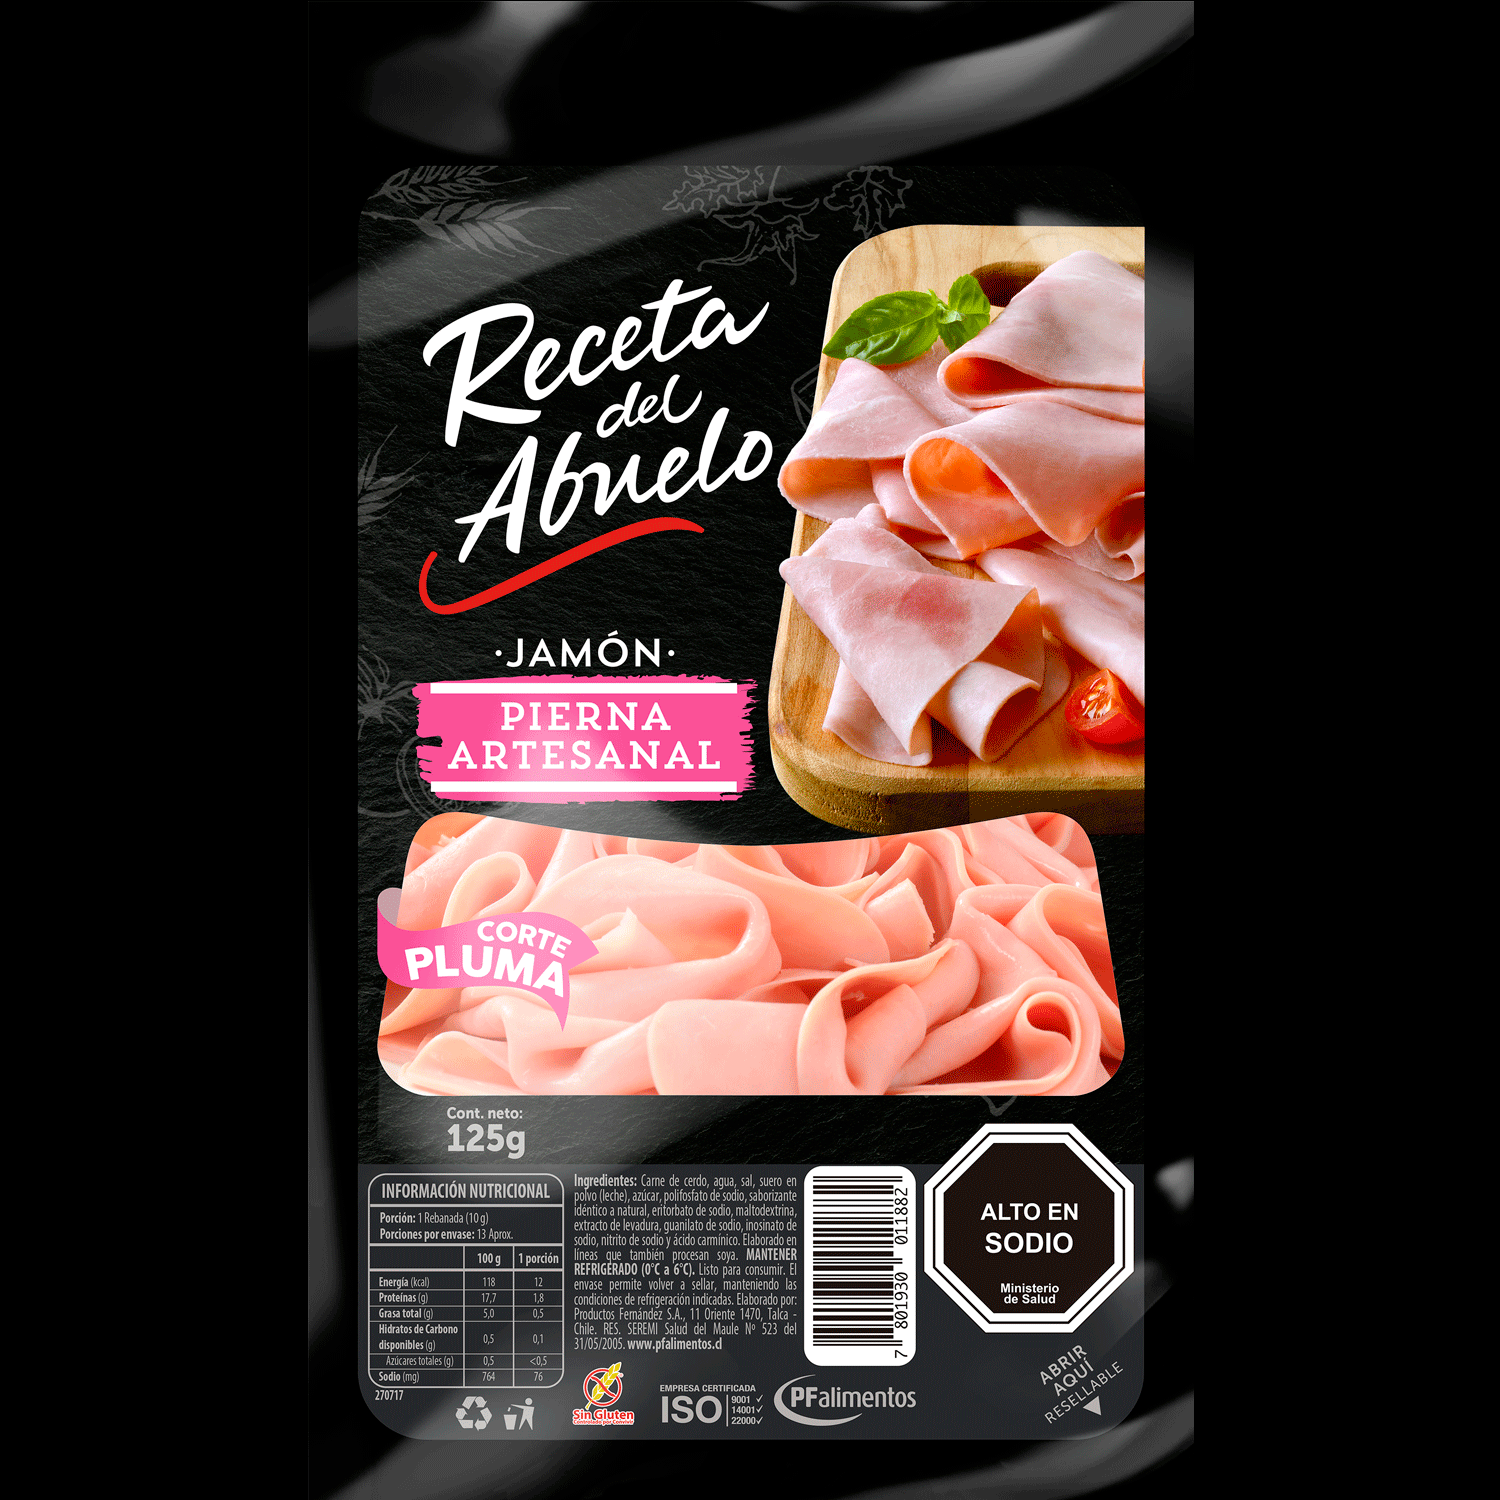 Receta
del
Abuelo
·JAMÓN·
PIERNA
ARTESANAL
CORTE
PLUMA
Cont. neto:
125g
INFORMACIÓN NUTRICIONAL
Porción: 1 Rebanada (10 g)
Porciones por envase: 13 Aprox.
100 g 1 porción
Energía (kcal) 118 12
Proteínas (g) 17,7 1,8
Grasa total (g) 5,0 0,5
Hidratos de Carbono
disponibles (g) 0,5 0,1
Azúcares totales (g) 0,5 <0,5
Sodio (mg) 764 76
270717
Ingredientes: Carne de cerdo, agua, sal, suero en
polvo (leche), azúcar, polifosfato de sodio, saborizante
idéntico a natural, eritorbato de sodio, maltodextrina,
extracto de levadura, guanilato de sodio, inosinato de
sodio, nitrito de sodio y ácido carmínico. Elaborado en
líneas que también procesan soya. MANTENER
REFRIGERADO (0°C a 6°C). Listo para consumir. El
envase permite volver a sellar, manteniendo las
condiciones de refrigeración indicadas. Elaborado por:
Productos Fernández S.A., 11 Oriente 1470, Talca -
Chile. RES. SEREMI Salud del Maule Nº 523 del
31/05/2005. www.pfalimentos.cl
Sin Gluten
Controlado por Convivir
EMPRESA CERTIFICADA
ISO
9001 ✓
14001 ✓
22000 ✓
PFalimentos
7 801930 011882
ALTO EN
SODIO
Ministerio
de Salud
ABRIR
AQUÍ
RESELLABLE